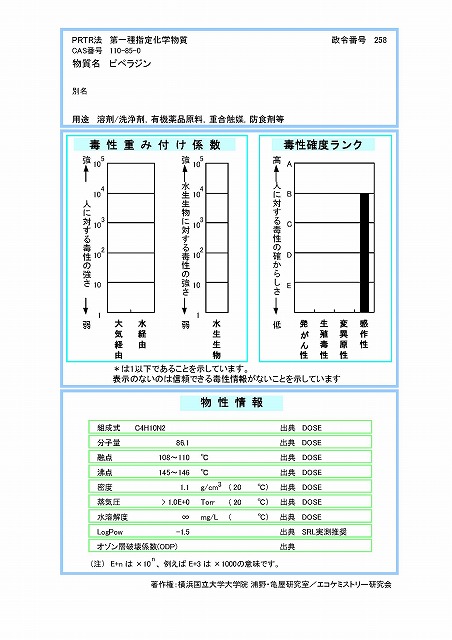 PRTR法 第一種指定化学物質 政令番号 258
CAS番号 110-85-0
物質名 ピペラジン
別名
用途 溶剤/洗浄剤, 有機薬品原料, 重合触媒, 防食剤等
毒性重み付け係数
強 10^5 10^4 10^3 10^2 10 1 弱
人に対する毒性の強さ
大気経由
水経由
強 10^5 10^4 10^3 10^2 10 1 弱
水生生物に対する毒性の強さ
水生生物
毒性確度ランク
高 A B C D E 低
人に対する毒性の確からしさ
発がん性
生殖毒性
変異原性
感作性
*は1以下であることを示しています。
表示のないのは信頼できる毒性情報がないことを示しています
物性情報
組成式 C4H10N2 出典 DOSE
分子量 86.1 出典 DOSE
融点 108～110 ℃ 出典 DOSE
沸点 145～146 ℃ 出典 DOSE
密度 1.1 g/cm3 (20 ℃) 出典 DOSE
蒸気圧 > 1.0E+0 Torr (20 ℃) 出典 DOSE
水溶解度 ∞ mg/L ( ℃) 出典 DOSE
LogPow -1.5 出典 SRL実測推奨
オゾン層破壊係数(ODP) 出典
(注) E+n は ×10^n、例えば E+3 は ×1000の意味です。
著作権:横浜国立大学大学院 浦野・亀屋研究室／エコケミストリー研究会